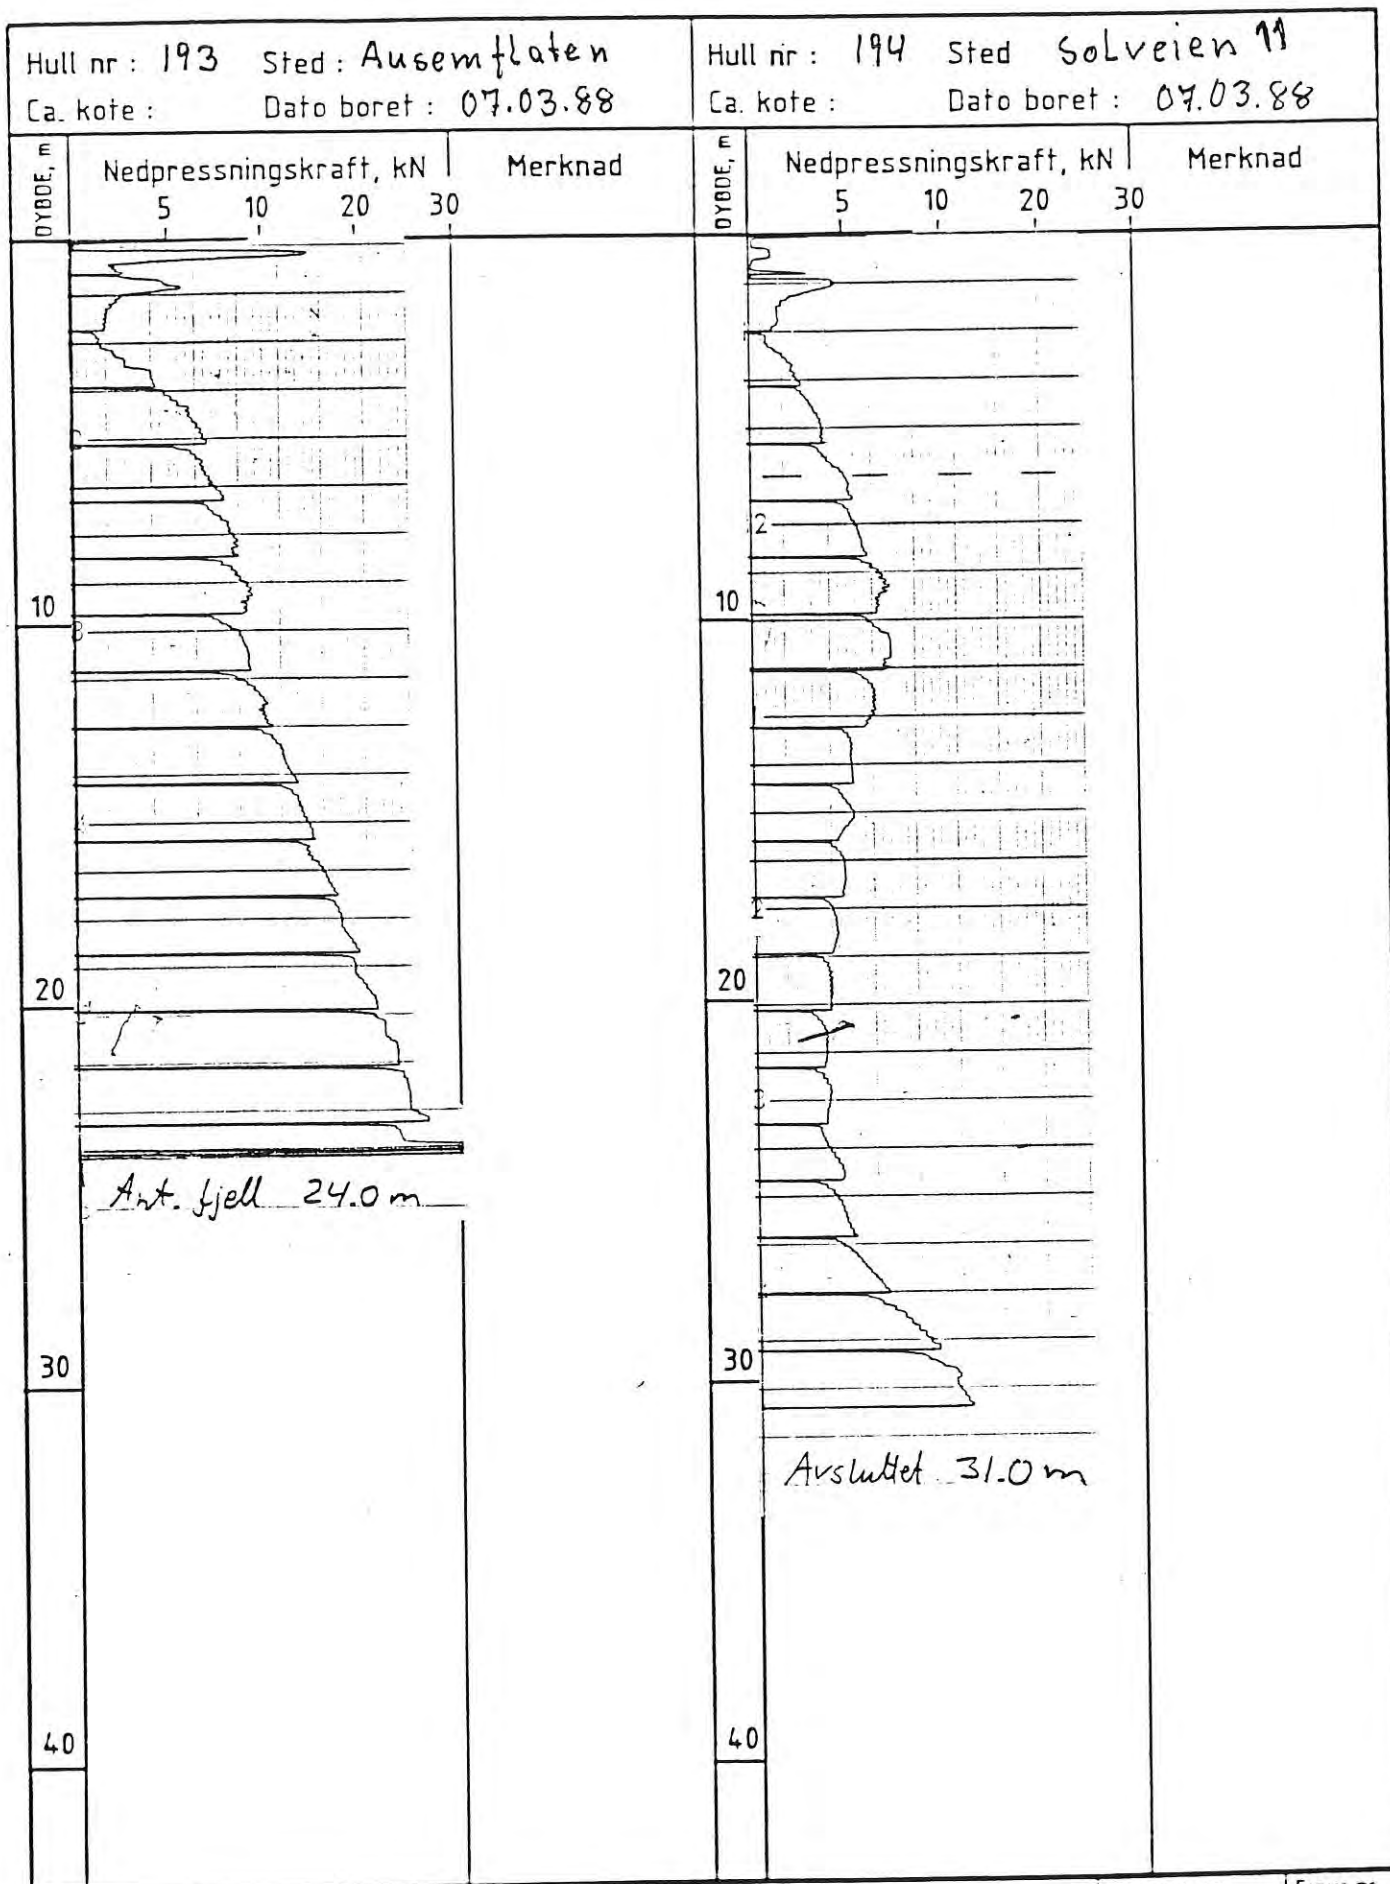 Hull nr : 193 Sted : Ausemflaten
Ca. kote : Dato boret : 07.03.88
DYBDE, m
Nedpressningskraft, kN
Merknad
5 10 20 30
10
20
Ant. fjell 24.0 m
30
40
Hull nr : 194 Sted Solveien 11
Ca. kote : Dato boret : 07.03.88
DYBDE, m
Nedpressningskraft, kN
Merknad
5 10 20 30
2
10
20
30
Avsluttet 31.0 m
40